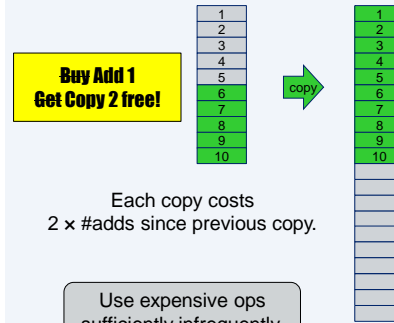 1
2
3
4
5
6
7
8
9
10
Buy Add 1
Get Copy 2 free!
copy
1
2
3
4
5
6
7
8
9
10
Each copy costs
2 × #adds since previous copy.
Use expensive ops
sufficiently infrequently